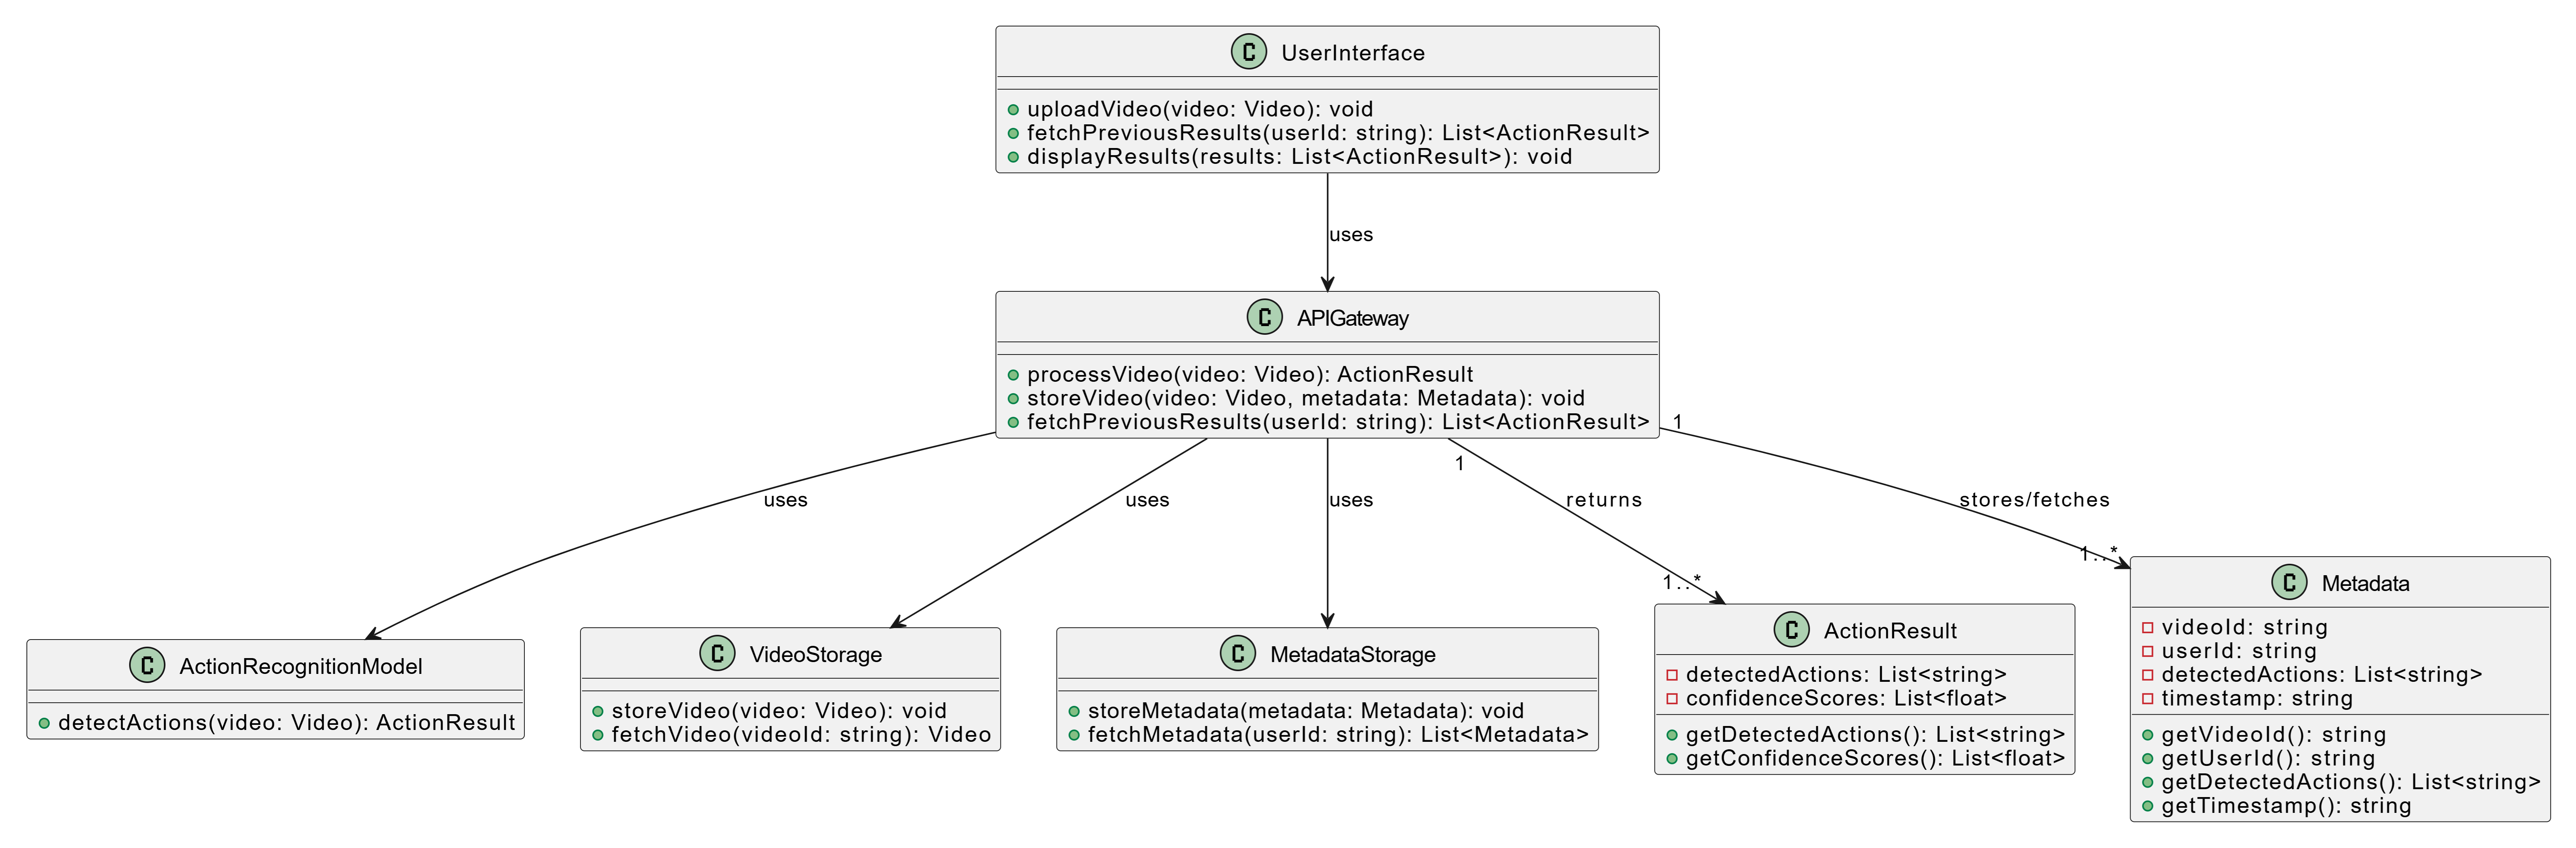 C UserInterface
uploadVideo(video: Video): void
fetchPreviousResults(userId: string): List<ActionResult>
displayResults(results: List<ActionResult>): void
uses
C APIGateway
processVideo(video: Video): ActionResult
storeVideo(video: Video, metadata: Metadata): void
fetchPreviousResults(userId: string): List<ActionResult>
1
1
uses
uses
uses
returns
stores/fetches
1..*
1..*
C ActionRecognitionModel
detectActions(video: Video): ActionResult
C VideoStorage
storeVideo(video: Video): void
fetchVideo(videoId: string): Video
C MetadataStorage
storeMetadata(metadata: Metadata): void
fetchMetadata(userId: string): List<Metadata>
C ActionResult
detectedActions: List<string>
confidenceScores: List<float>
getDetectedActions(): List<string>
getConfidenceScores(): List<float>
C Metadata
videoId: string
userId: string
detectedActions: List<string>
timestamp: string
getVideoId(): string
getUserId(): string
getDetectedActions(): List<string>
getTimestamp(): string